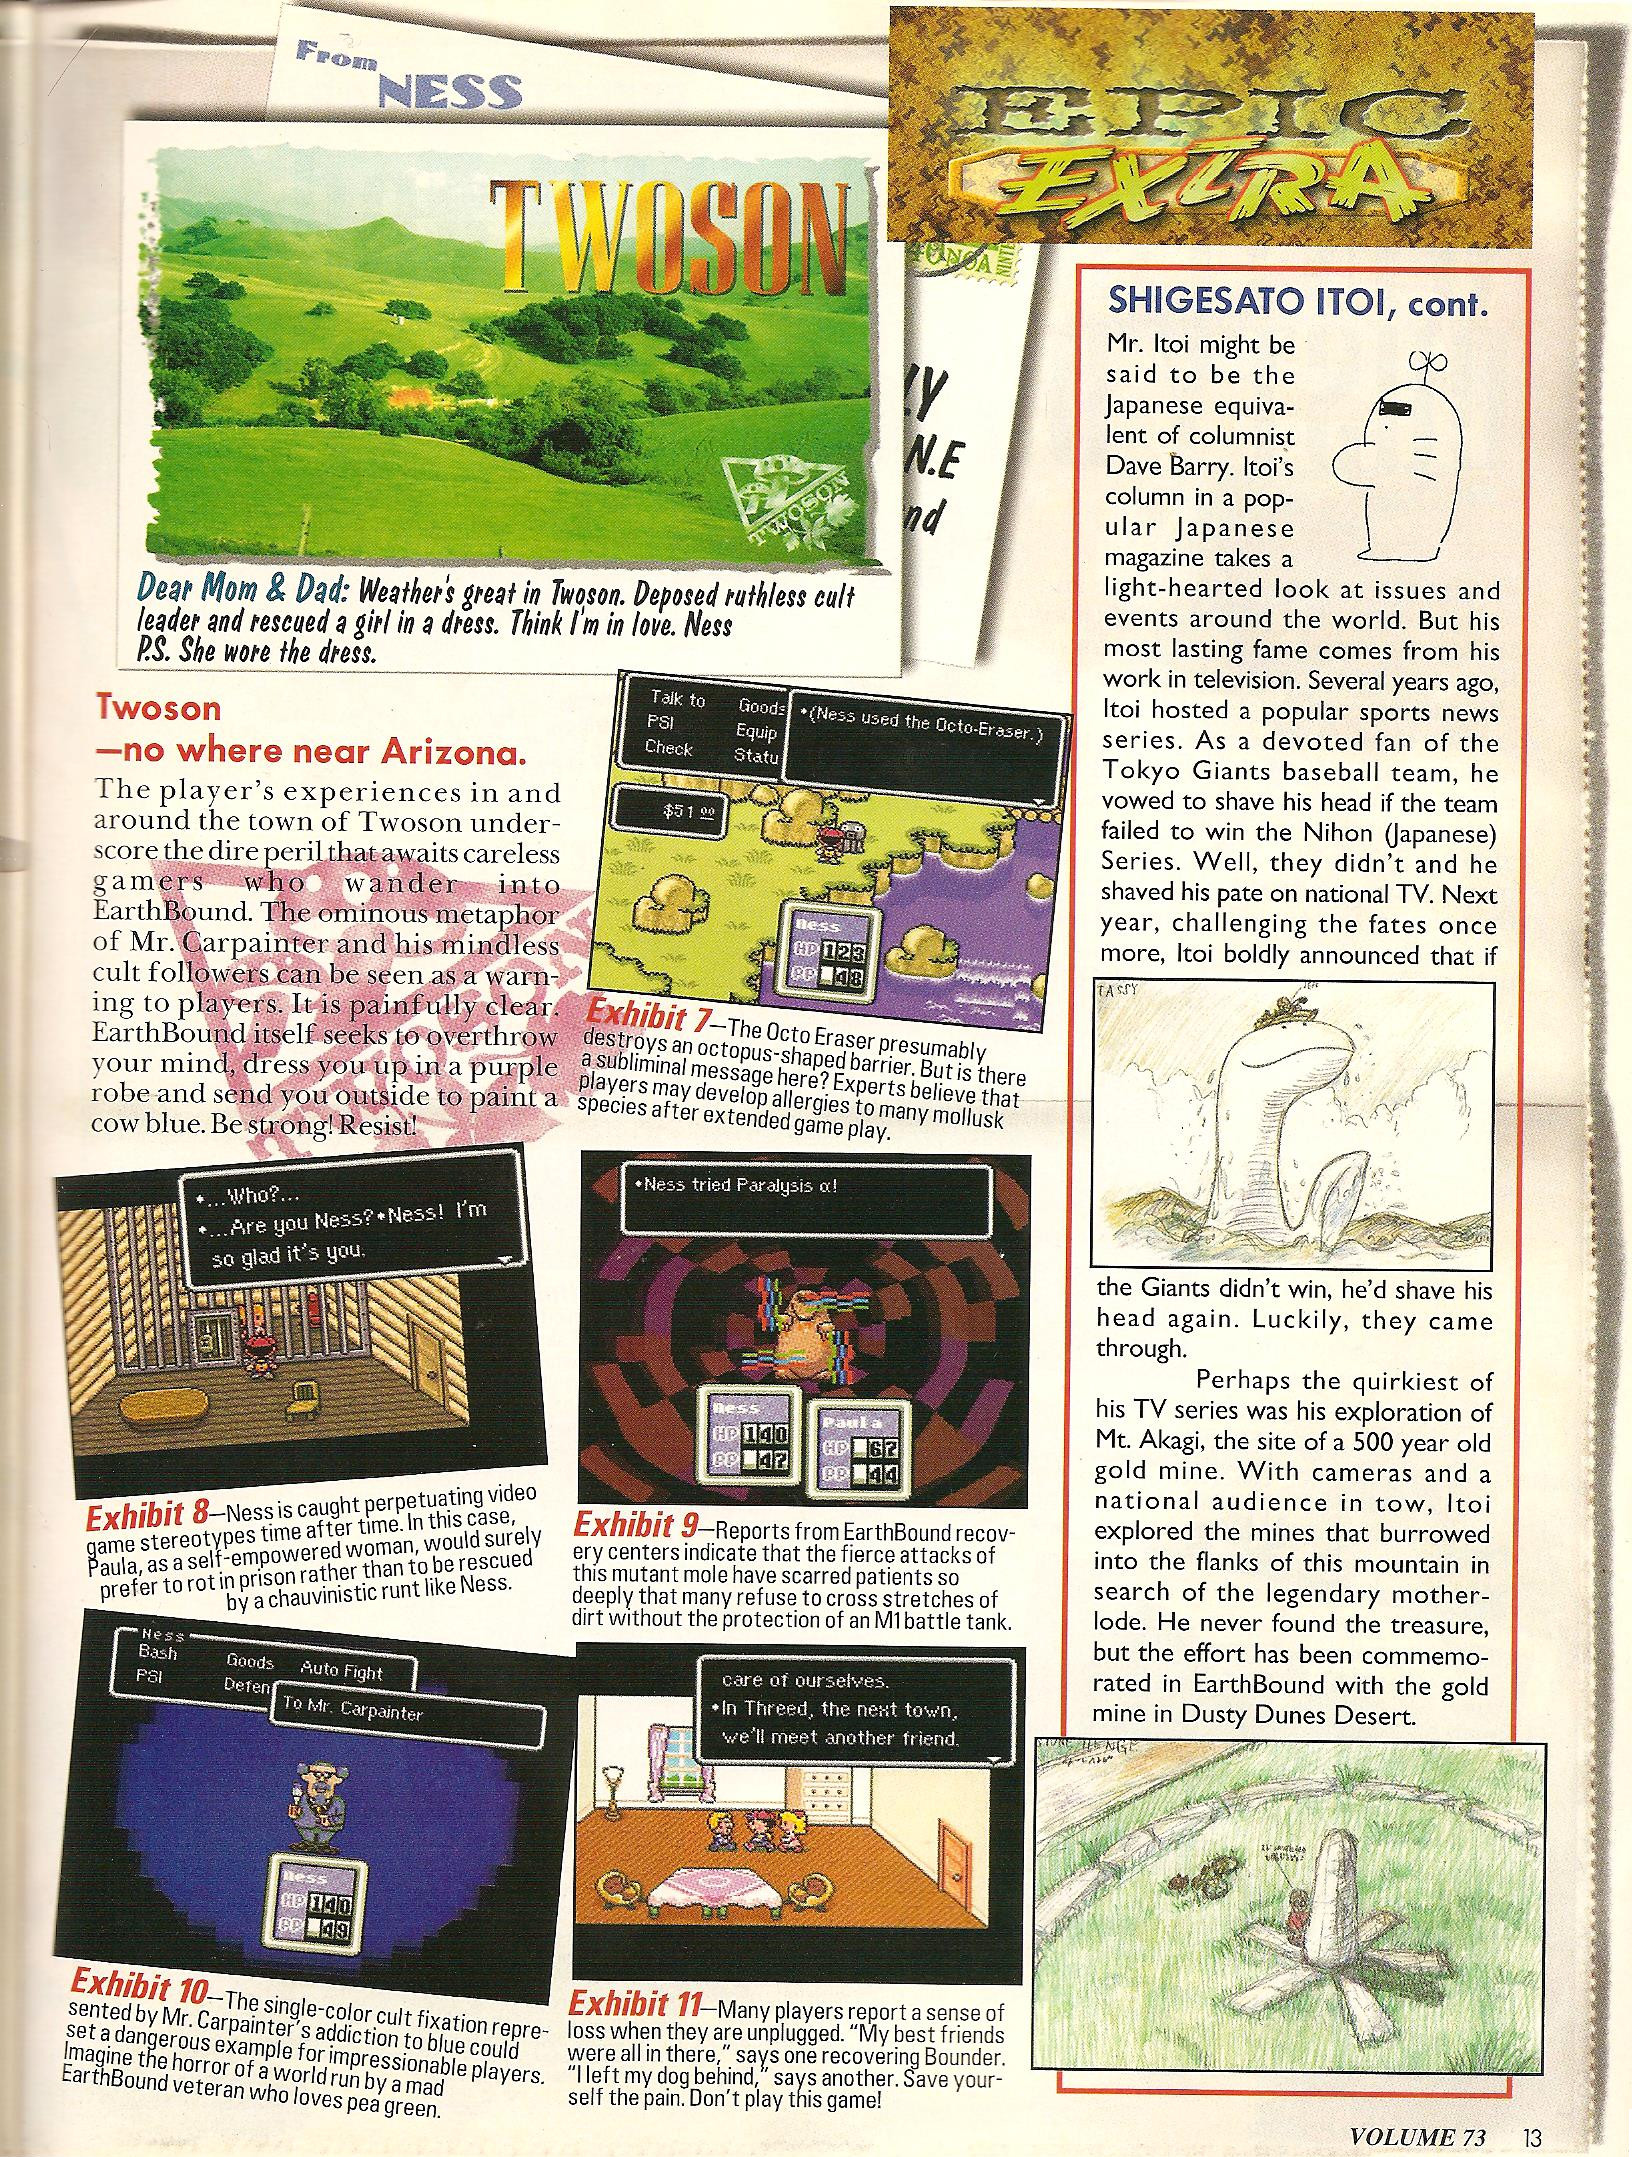 From
NESS
EPIC
EXTRA
TWOSON
TWOSON
N.E
nd
Dear Mom & Dad: Weather's great in Twoson. Deposed ruthless cult
leader and rescued a girl in a dress. Think I'm in love. Ness
P.S. She wore the dress.
Twoson
—no where near Arizona.
The player's experiences in and
around the town of Twoson under-
score the dire peril that awaits careless
gamers who wander into
EarthBound. The ominous metaphor
of Mr. Carpainter and his mindless
cult followers can be seen as a warn-
ing to players. It is painfully clear.
EarthBound itself seeks to overthrow
your mind, dress you up in a purple
robe and send you outside to paint a
cow blue. Be strong! Resist!
Talk to Goods
PSI Equip
Check Statu
•(Ness used the Octo-Eraser.)
$51.00
Ness
HP 123
PP 48
Exhibit 7—The Octo Eraser presumably
destroys an octopus-shaped barrier. But is there
a subliminal message here? Experts believe that
players may develop allergies to many mollusk
species after extended game play.
•...Who?...
•...Are you Ness?•Ness! I'm
so glad it's you.
Exhibit 8—Ness is caught perpetuating video
game stereotypes time after time. In this case,
Paula, as a self-empowered woman, would surely
prefer to rot in prison rather than to be rescued
by a chauvinistic runt like Ness.
•Ness tried Paralysis α!
Ness
HP 140
PP 47
Paula
HP 67
PP 44
Exhibit 9—Reports from EarthBound recov-
ery centers indicate that the fierce attacks of
this mutant mole have scarred patients so
deeply that many refuse to cross stretches of
dirt without the protection of an M1 battle tank.
Ness
Bash Goods Auto Fight
PSI Defen
To Mr. Carpainter
Ness
HP 140
PP 49
Exhibit 10—The single-color cult fixation repre-
sented by Mr. Carpainter's addiction to blue could
set a dangerous example for impressionable players.
Imagine the horror of a world run by a mad
EarthBound veteran who loves pea green.
care of ourselves.
•In Threed, the next town,
we'll meet another friend.
Exhibit 11—Many players report a sense of
loss when they are unplugged. "My best friends
were all in there," says one recovering Bounder.
"I left my dog behind," says another. Save your-
self the pain. Don't play this game!
SHIGESATO ITOI, cont.
Mr. Itoi might be
said to be the
Japanese equiva-
lent of columnist
Dave Barry. Itoi's
column in a pop-
ular Japanese
magazine takes a
light-hearted look at issues and
events around the world. But his
most lasting fame comes from his
work in television. Several years ago,
Itoi hosted a popular sports news
series. As a devoted fan of the
Tokyo Giants baseball team, he
vowed to shave his head if the team
failed to win the Nihon (Japanese)
Series. Well, they didn't and he
shaved his pate on national TV. Next
year, challenging the fates once
more, Itoi boldly announced that if
TASSY
the Giants didn't win, he'd shave his
head again. Luckily, they came
through.
Perhaps the quirkiest of
his TV series was his exploration of
Mt. Akagi, the site of a 500 year old
gold mine. With cameras and a
national audience in tow, Itoi
explored the mines that burrowed
into the flanks of this mountain in
search of the legendary mother-
lode. He never found the treasure,
but the effort has been commemo-
rated in EarthBound with the gold
mine in Dusty Dunes Desert.
VOLUME 73 13